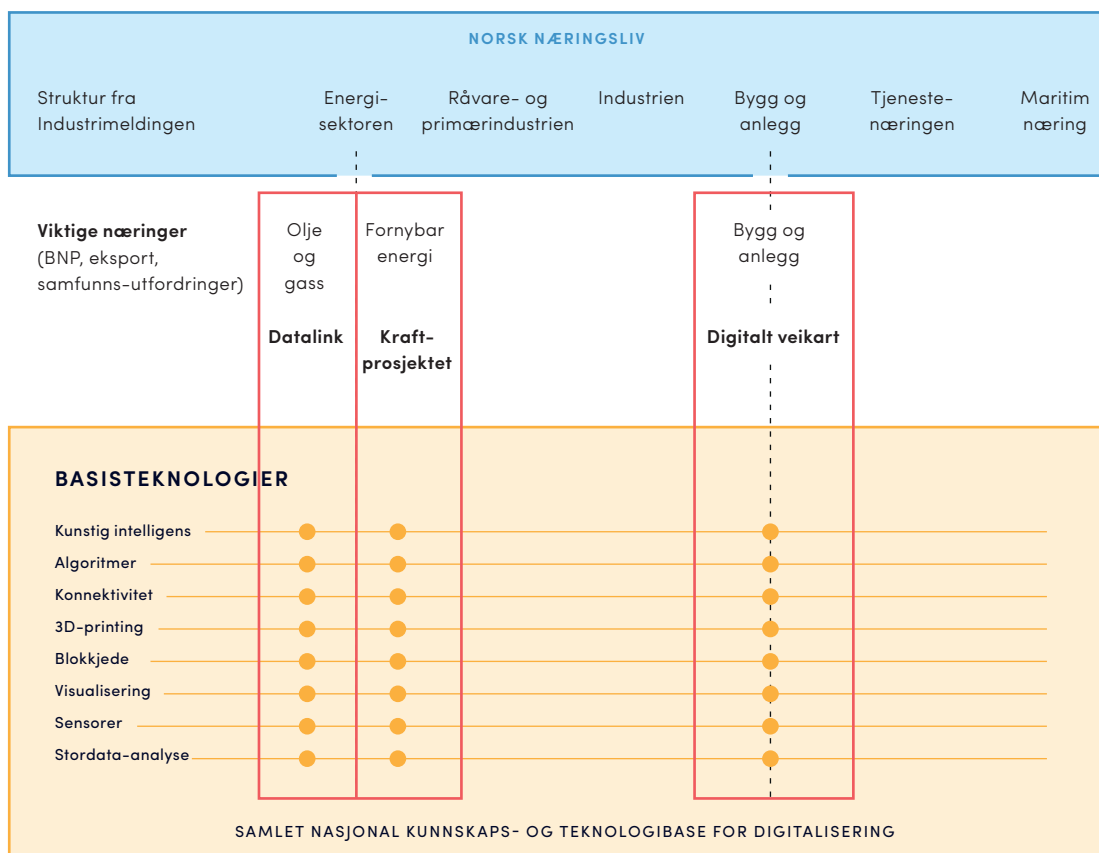 NORSK NÆRINGSLIV
Struktur fra
Industrimeldingen
Energi-
sektoren
Råvare- og
primærindustrien
Industrien
Bygg og
anlegg
Tjeneste-
næringen
Maritim
næring
Viktige næringer
(BNP, eksport,
samfunns-utfordringer)
Olje
og
gass
Fornybar
energi
Bygg og
anlegg
Datalink
Kraft-
prosjektet
Digitalt veikart
BASISTEKNOLOGIER
Kunstig intelligens
Algoritmer
Konnektivitet
3D-printing
Blokkjede
Visualisering
Sensorer
Stordata-analyse
SAMLET NASJONAL KUNNSKAPS- OG TEKNOLOGIBASE FOR DIGITALISERING